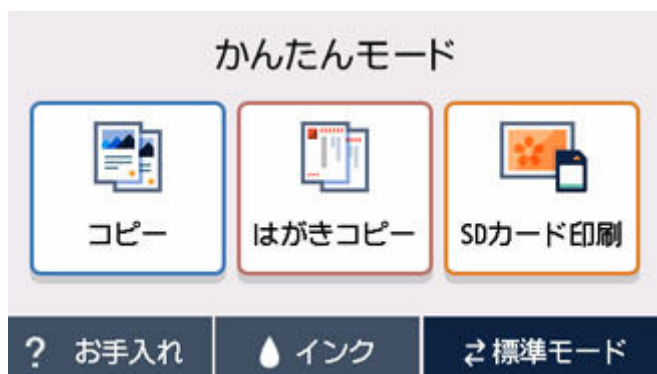 かんたんモード
コピー
はがきコピー
SDカード印刷
? お手入れ
インク
標準モード